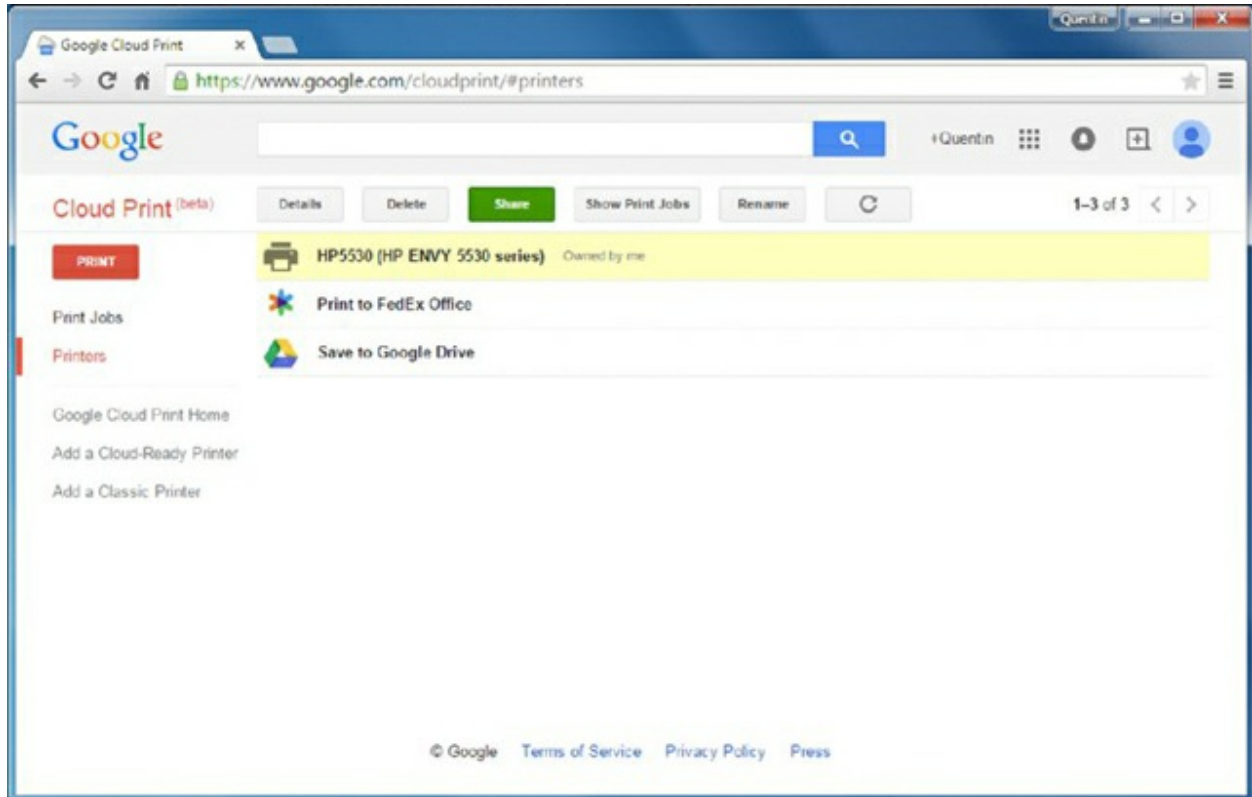 Quentin
Google Cloud Print
https://www.google.com/cloudprint/#printers
Google
+Quentin
Cloud Print (beta)
Details
Delete
Share
Show Print Jobs
Rename
1–3 of 3
PRINT
HP5530 (HP ENVY 5530 series) Owned by me
Print Jobs
Print to FedEx Office
Printers
Save to Google Drive
Google Cloud Print Home
Add a Cloud-Ready Printer
Add a Classic Printer
© Google Terms of Service Privacy Policy Press